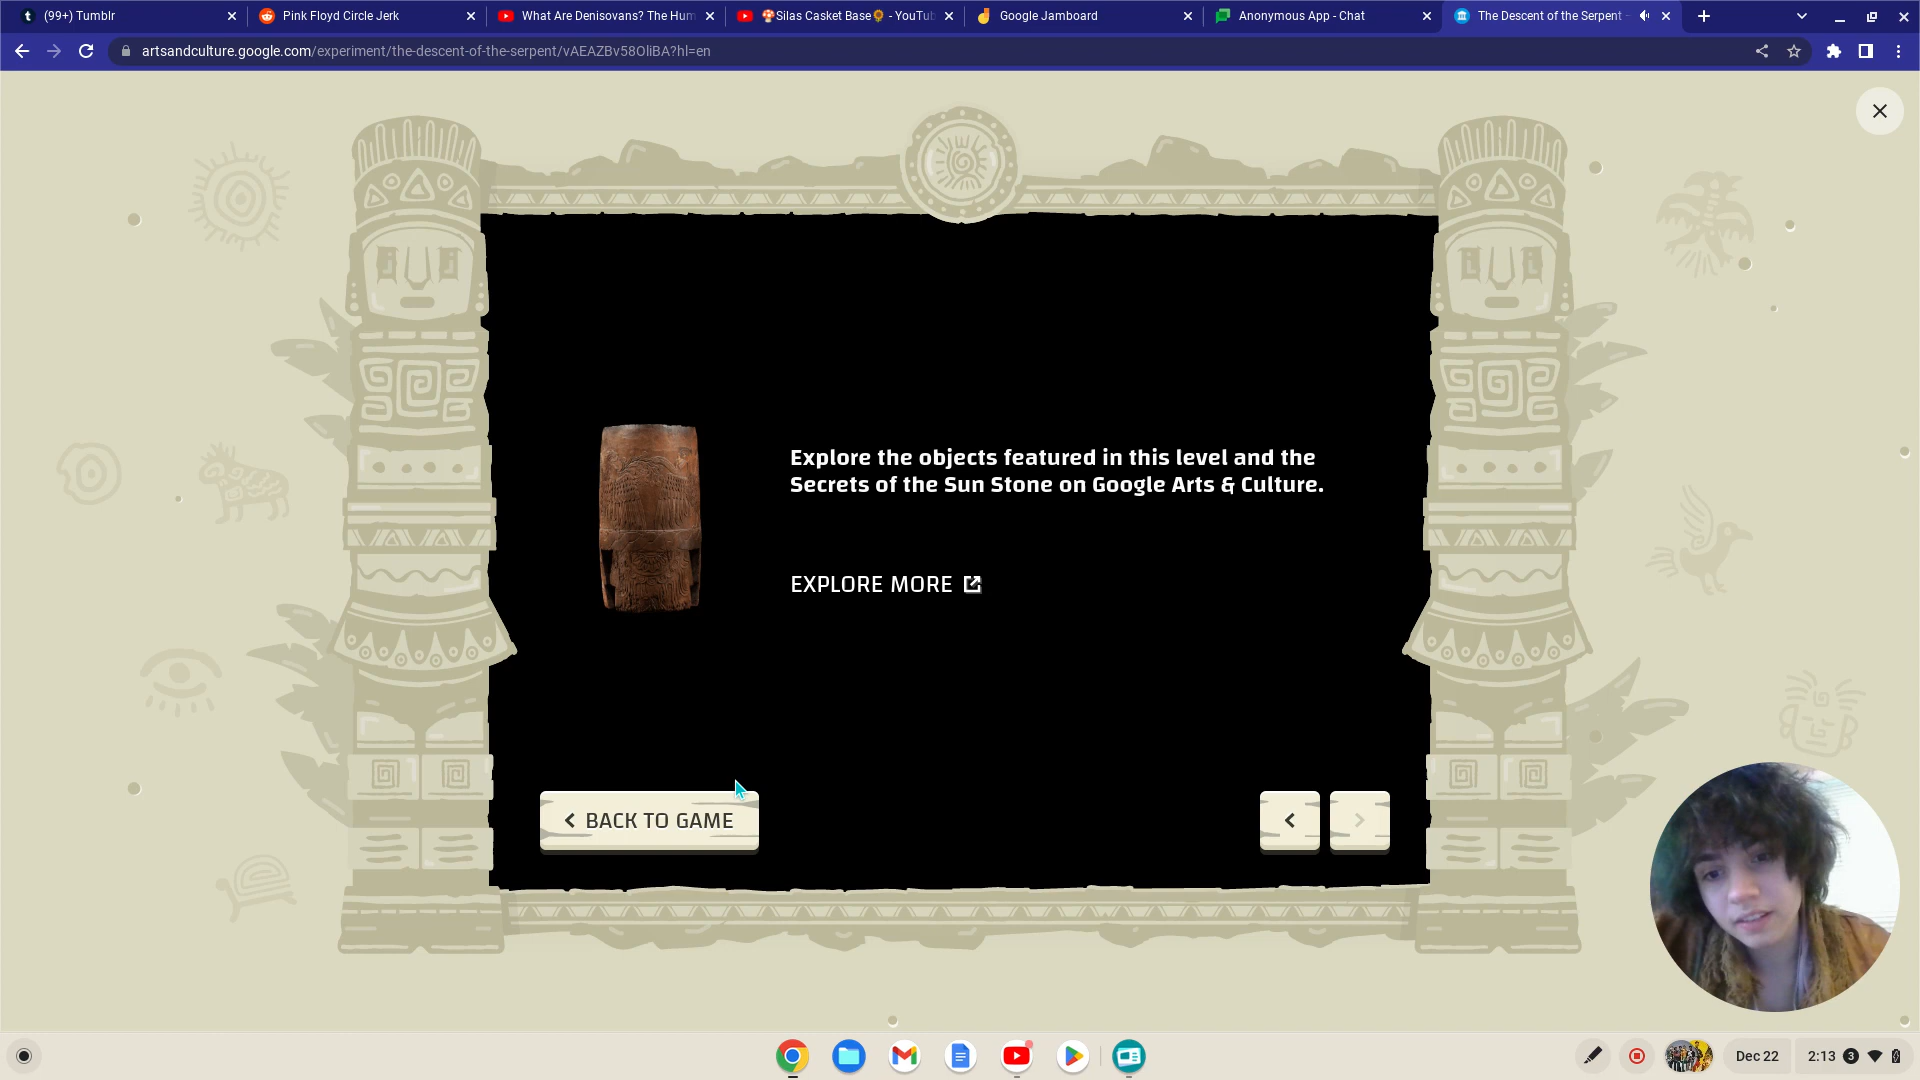 (99+) Tumblr
Pink Floyd Circle Jerk
What Are Denisovans? The Hum
🍄Silas Casket Base🌻 - YouTub
Google Jamboard
Anonymous App - Chat
The Descent of the Serpent -
artsandculture.google.com/experiment/the-descent-of-the-serpent/vAEAZBv58OliBA?hl=en
Explore the objects featured in this level and the
Secrets of the Sun Stone on Google Arts & Culture.
EXPLORE MORE
BACK TO GAME
Dec 22
2:13
3